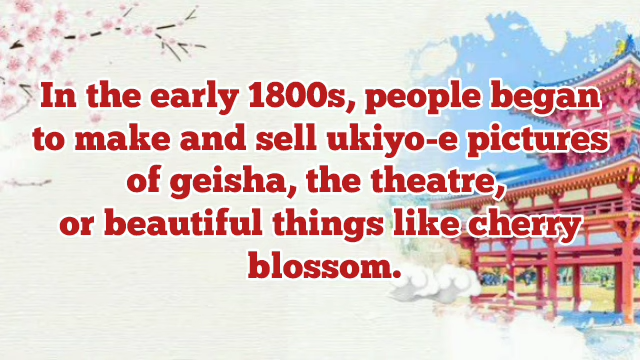 In the early 1800s, people began
to make and sell ukiyo-e pictures
of geisha, the theatre,
or beautiful things like cherry
blossom.